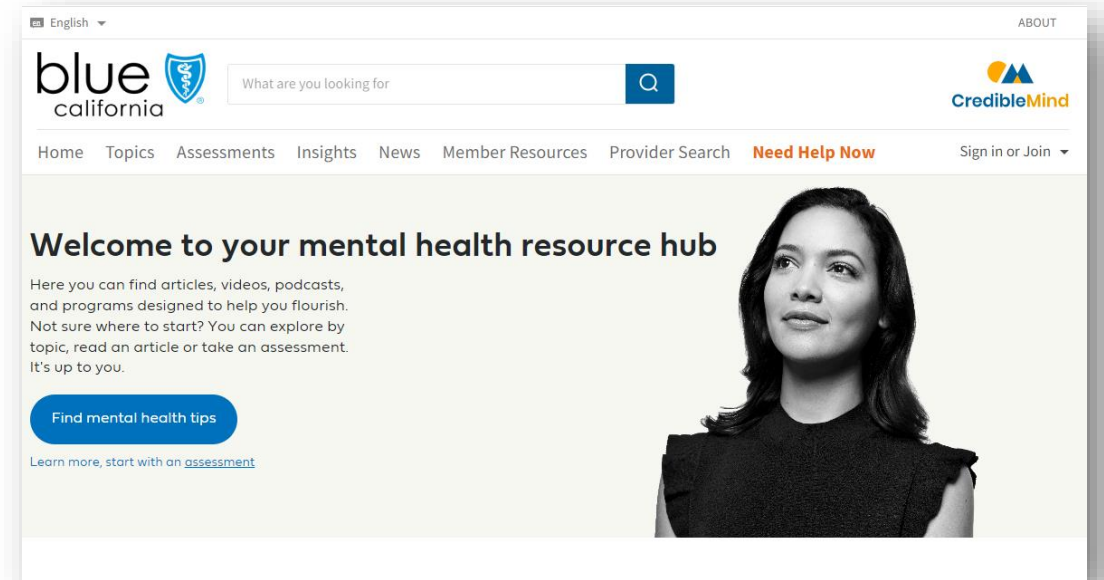 en English
ABOUT
blue
california
What are you looking for
CredibleMind
Home Topics Assessments Insights News Member Resources Provider Search Need Help Now Sign in or Join
Welcome to your mental health resource hub
Here you can find articles, videos, podcasts,
and programs designed to help you flourish.
Not sure where to start? You can explore by
topic, read an article or take an assessment.
It's up to you.
Find mental health tips
Learn more, start with an assessment